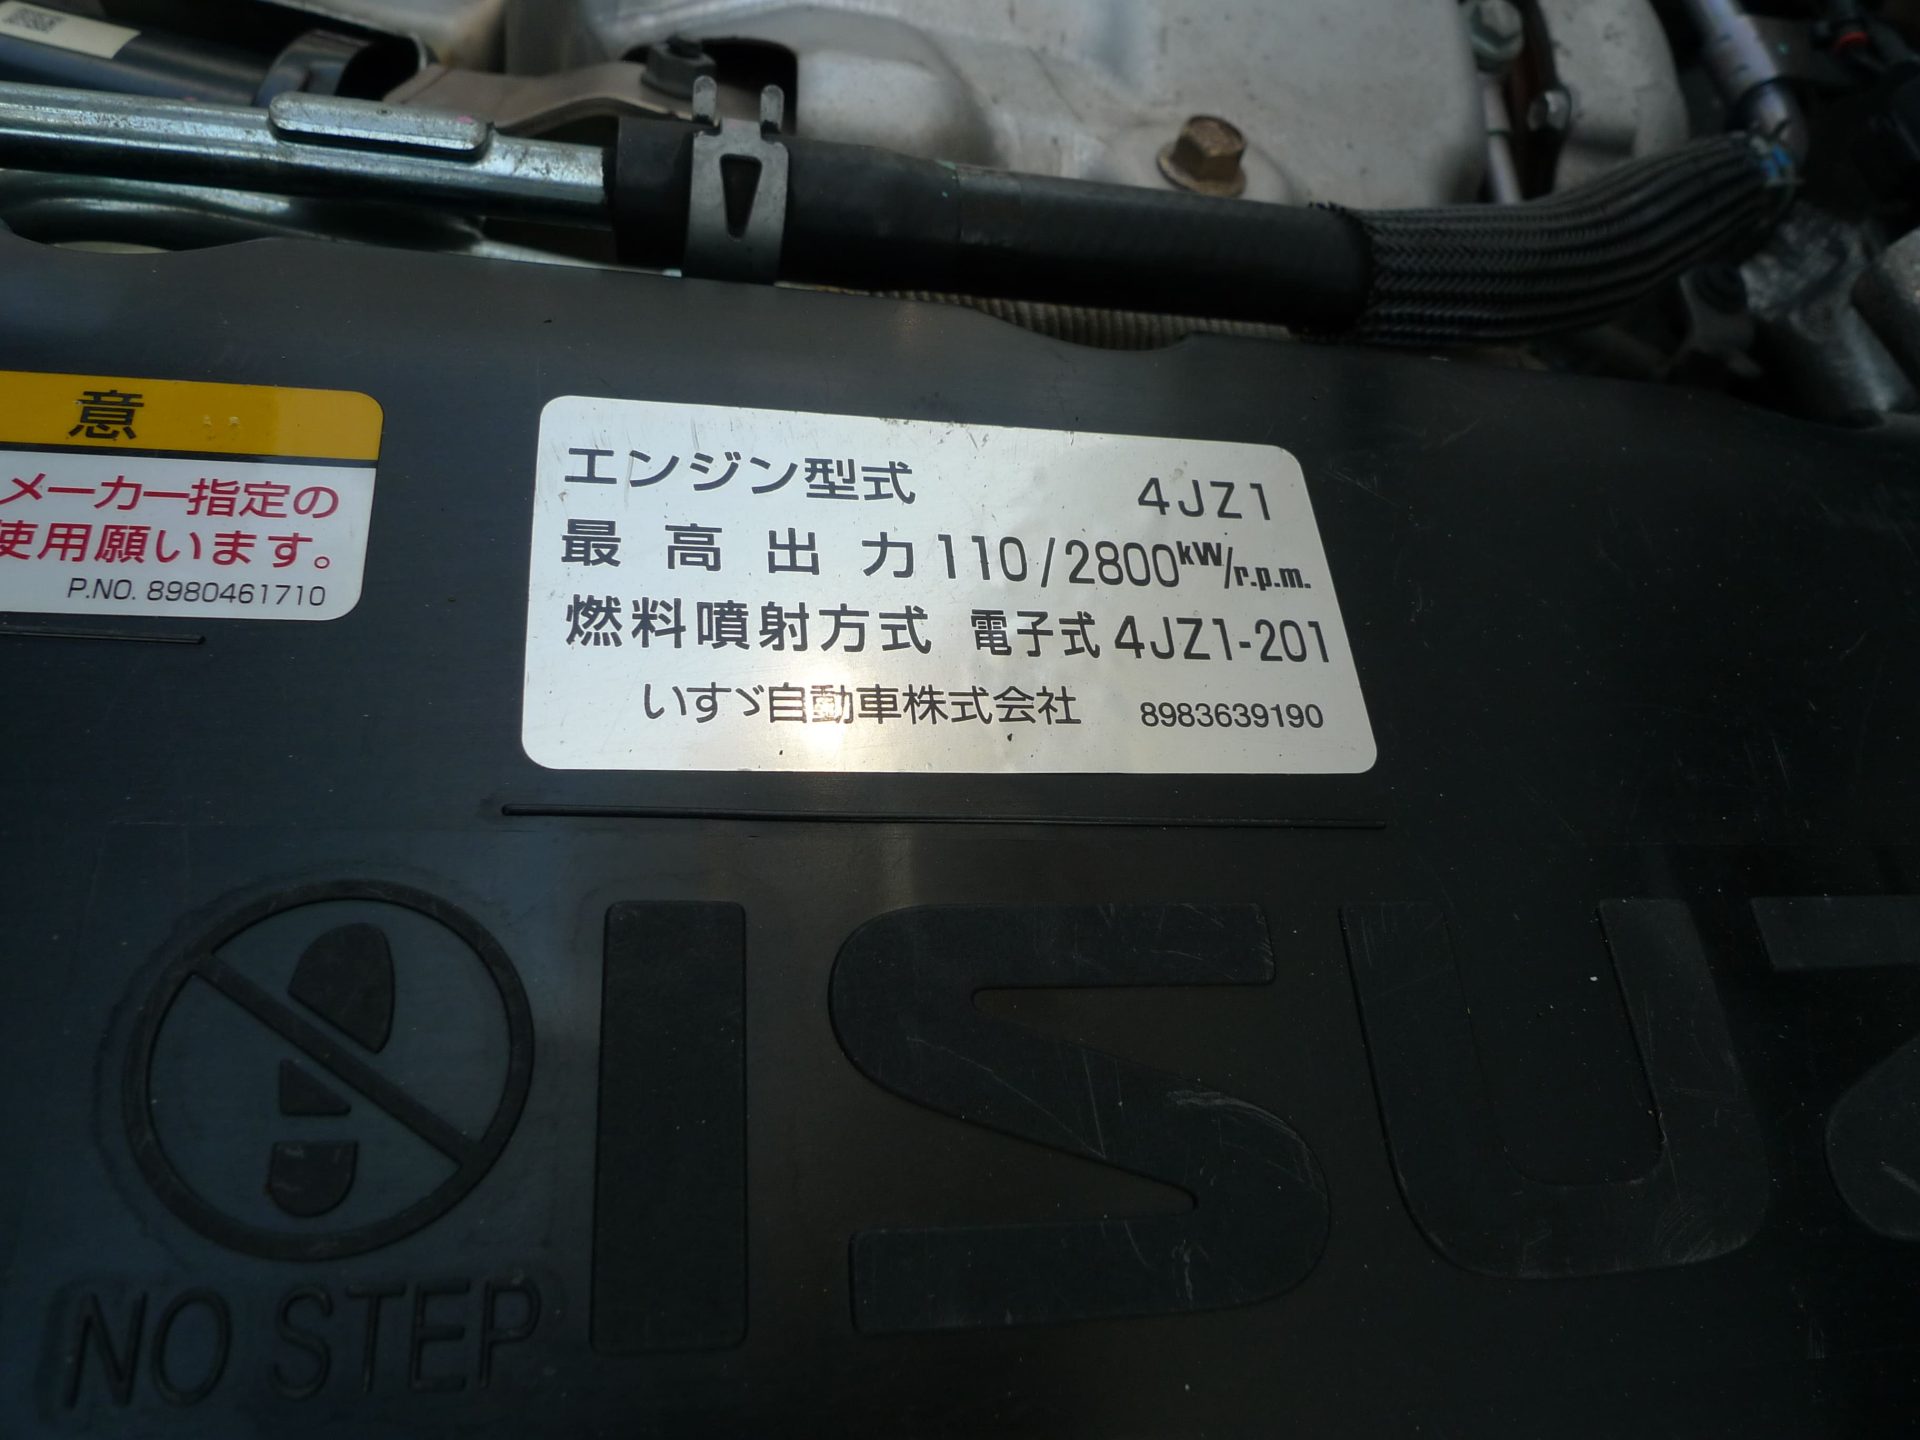 意
メーカー指定の
使用願います。
P.NO. 8980461710
エンジン型式 4JZ1
最高出力 110/2800kW/r.p.m.
燃料噴射方式 電子式 4JZ1-201
いすゞ自動車株式会社 8983639190
NO STEP
ISUZ